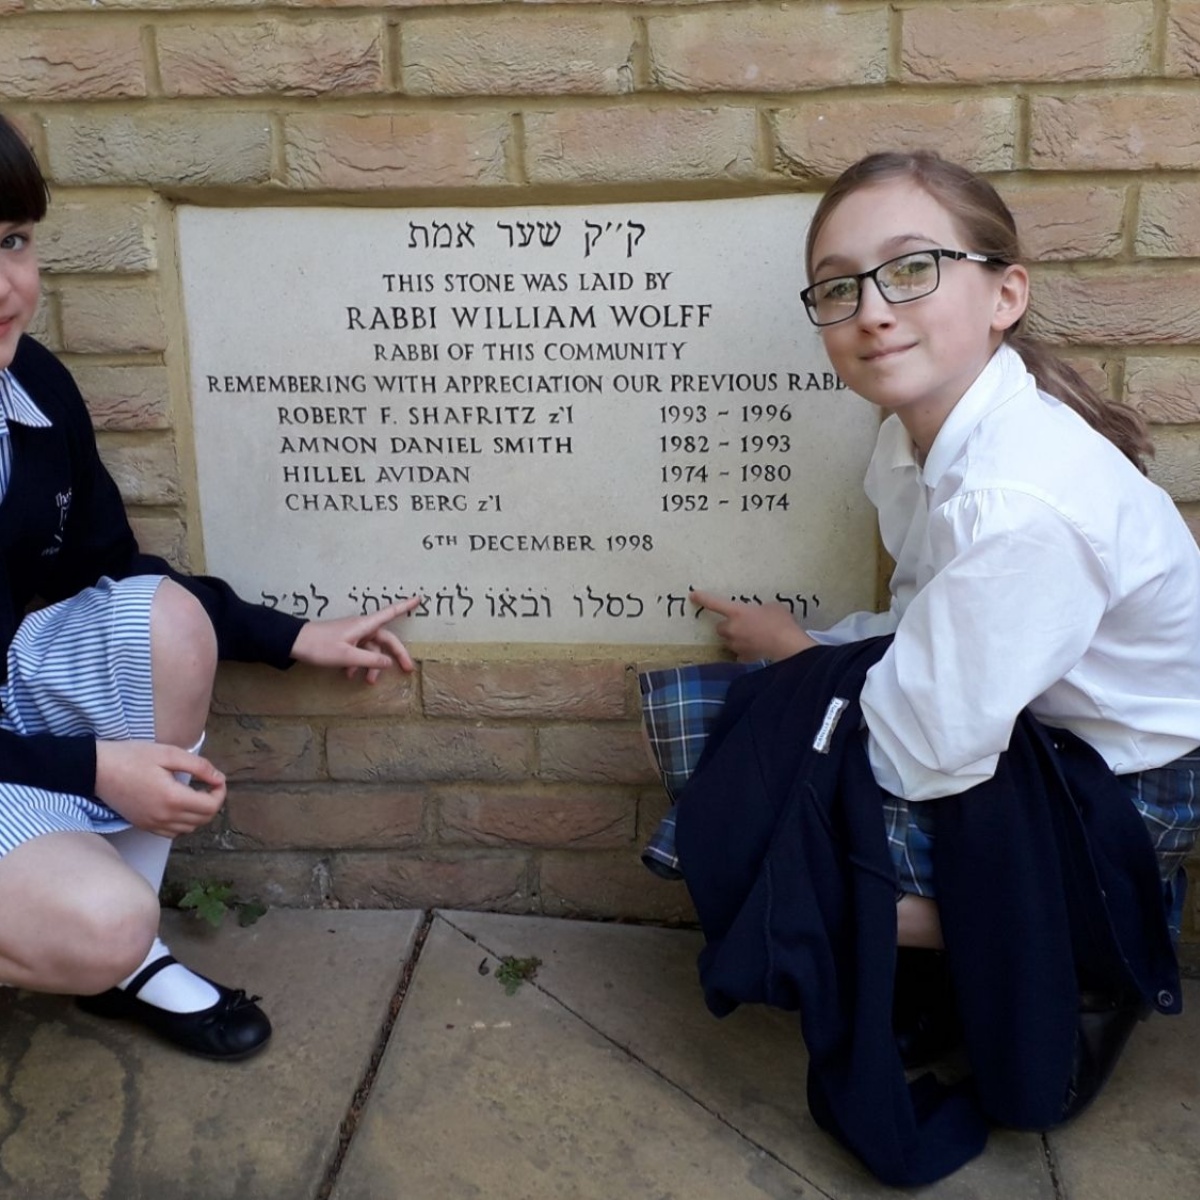 ק״ק שער אמת
THIS STONE WAS LAID BY
RABBI WILLIAM WOLFF
RABBI OF THIS COMMUNITY
REMEMBERING WITH APPRECIATION OUR PREVIOUS
ROBERT F. SHAFRITZ z'l 1993 - 1996
AMNON DANIEL SMITH 1982 - 1993
HILLEL AVIDAN 1974 - 1980
CHARLES BERG z'l 1952 - 1974
6TH DECEMBER 1998
כסלו ובאו לחצרותי לפ״ק